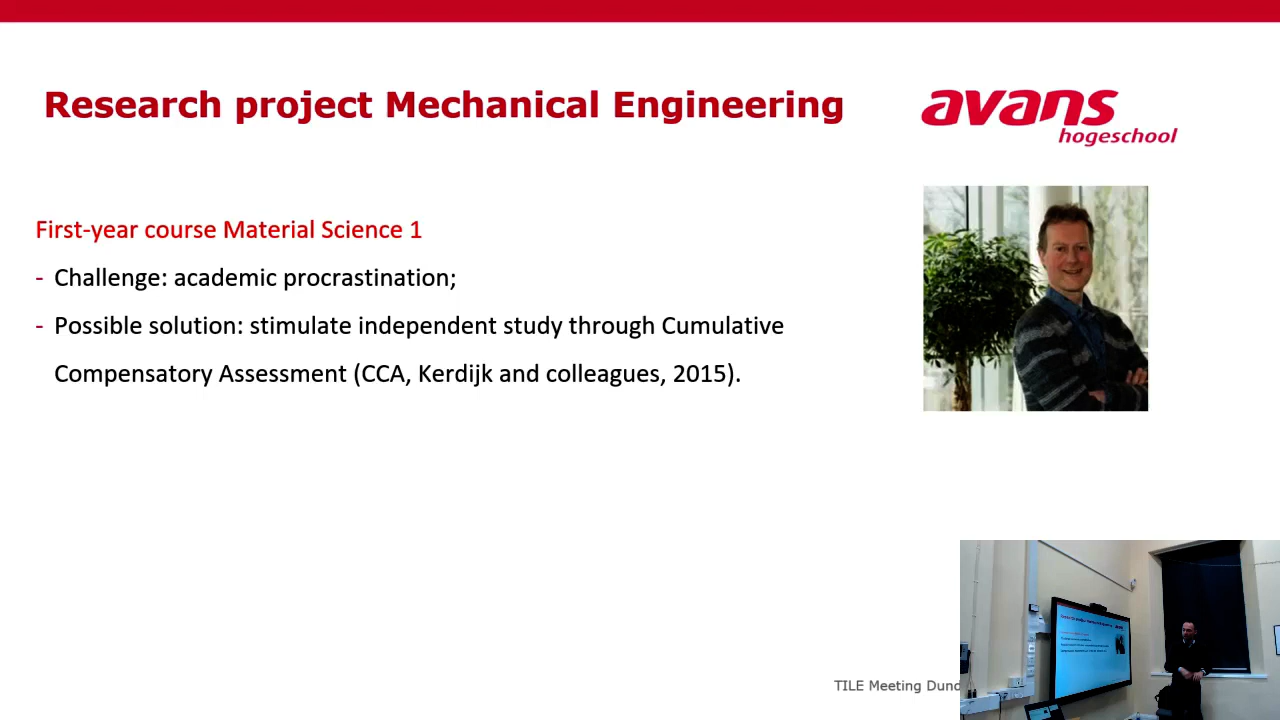 Research project Mechanical Engineering
avans
hogeschool
First-year course Material Science 1
- Challenge: academic procrastination;
- Possible solution: stimulate independent study through Cumulative
Compensatory Assessment (CCA, Kerdijk and colleagues, 2015).
TILE Meeting